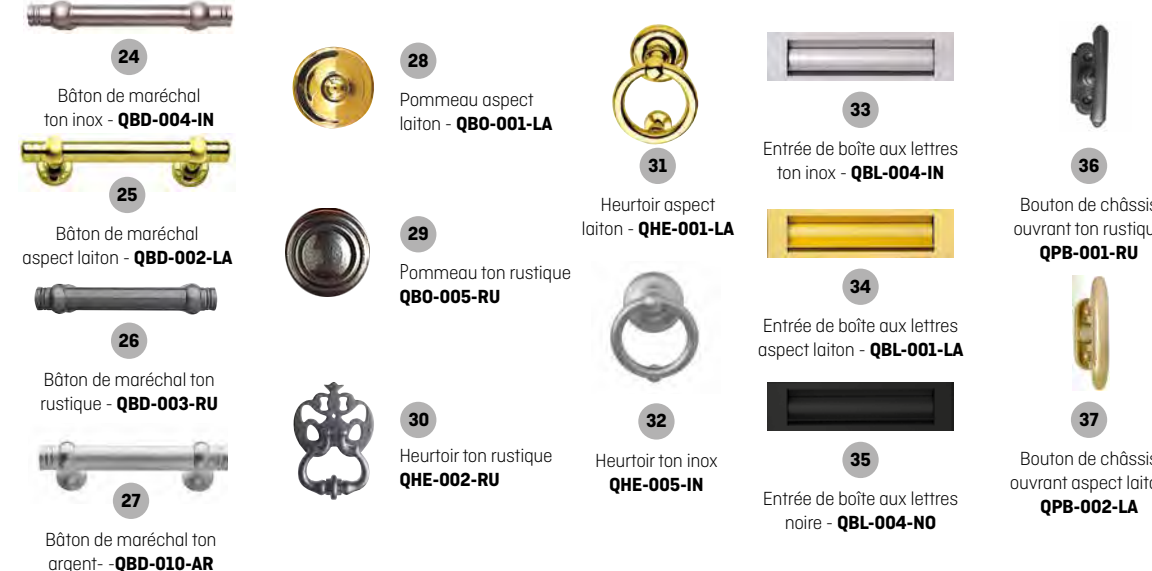 24
Bâton de maréchal
ton inox - QBD-004-IN
25
Bâton de maréchal
aspect laiton - QBD-002-LA
26
Bâton de maréchal ton
rustique - QBD-003-RU
27
Bâton de maréchal ton
argent- -QBD-010-AR
28
Pommeau aspect
laiton - QBO-001-LA
29
Pommeau ton rustique
QBO-005-RU
30
Heurtoir ton rustique
QHE-002-RU
31
Heurtoir aspect
laiton - QHE-001-LA
32
Heurtoir ton inox
QHE-005-IN
33
Entrée de boîte aux lettres
ton inox - QBL-004-IN
34
Entrée de boîte aux lettres
aspect laiton - QBL-001-LA
35
Entrée de boîte aux lettres
noire - QBL-004-NO
36
Bouton de châssis
ouvrant ton rustiqu
QPB-001-RU
37
Bouton de châssis
ouvrant aspect lait
QPB-002-LA